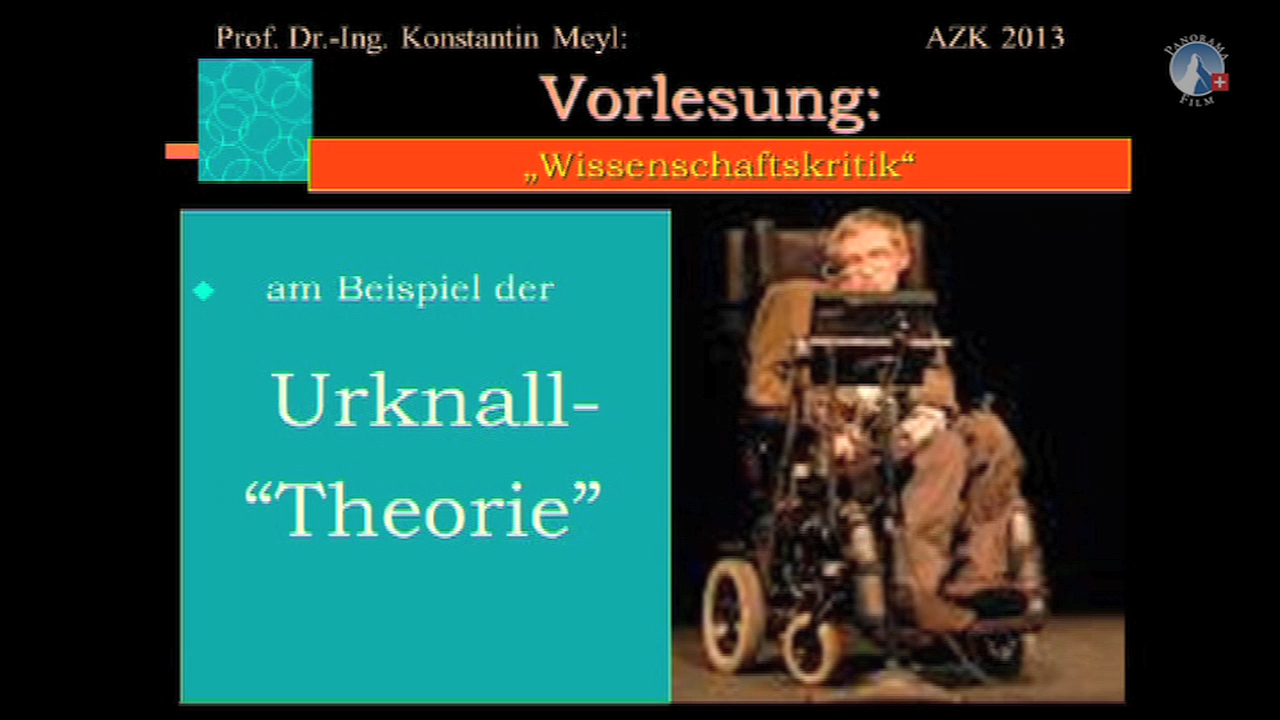 Prof. Dr.-Ing. Konstantin Meyl:
AZK 2013
PANORAMA
FILM
Vorlesung:
„Wissenschaftskritik“
am Beispiel der
Urknall-
“Theorie”